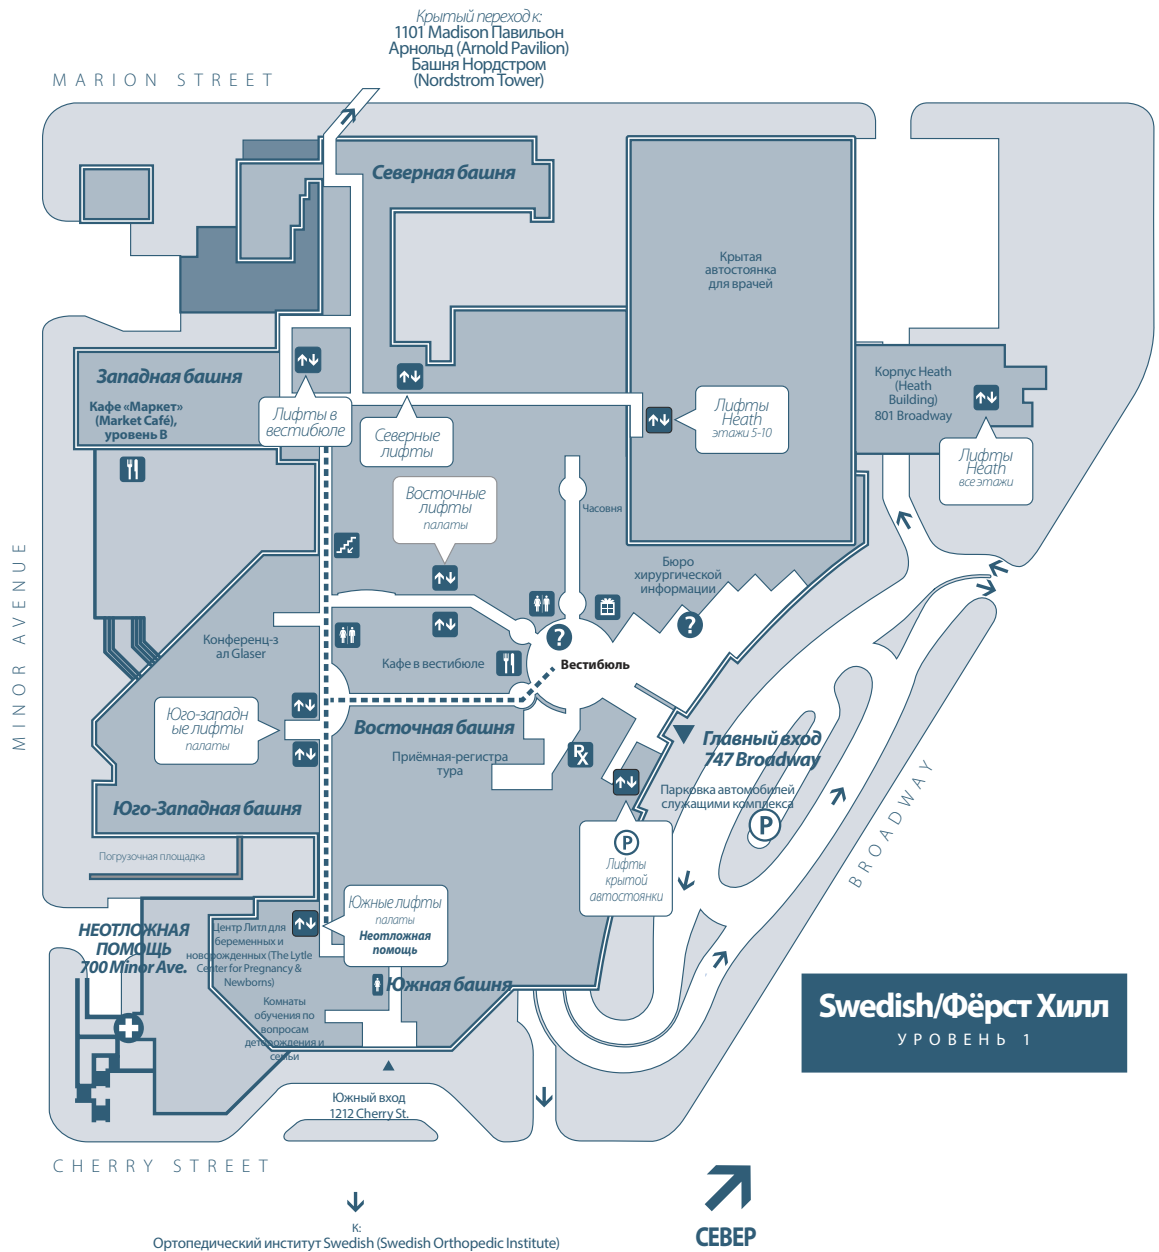 Крытый переход к:
1101 Madison Павильон
Арнольд (Arnold Pavilion)
Башня Нордстром
(Nordstrom Tower)
MARION STREET
Северная башня
Крытая
автостоянка
для врачей
Западная башня
Кафе «Маркет»
(Market Café),
уровень B
Лифты в
вестибюле
Северные
лифты
Лифты
Heath
этажи 5-10
Корпус Heath
(Heath
Building)
801 Broadway
Лифты
Heath
все этажи
Восточные
лифты
палаты
Часовня
Бюро
хирургической
информации
MINOR AVENUE
Конференц-з
ал Glaser
Кафе в вестибюле
?
?
Вестибюль
Юго-западн
ые лифты
палаты
Восточная башня
Приёмная-регистра
тура
RX
Главный вход
747 Broadway
Парковка автомобилей
служащими комплекса
P
BROADWAY
Юго-Западная башня
P
Лифты
крытой
автостоянки
Погрузочная площадка
Южные лифты
палаты
Неотложная
помощь
НЕОТЛОЖНАЯ
ПОМОЩЬ
700 Minor Ave.
Центр Литл для
беременных и
новорожденных (The Lytle
Center for Pregnancy &
Newborns)
Южная башня
Комнаты
обучения по
вопросам
деторождения и
семьи
Swedish/Фёрст Хилл
УРОВЕНЬ 1
Южный вход
1212 Cherry St.
CHERRY STREET
К:
Ортопедический институт Swedish (Swedish Orthopedic Institute)
СЕВЕР